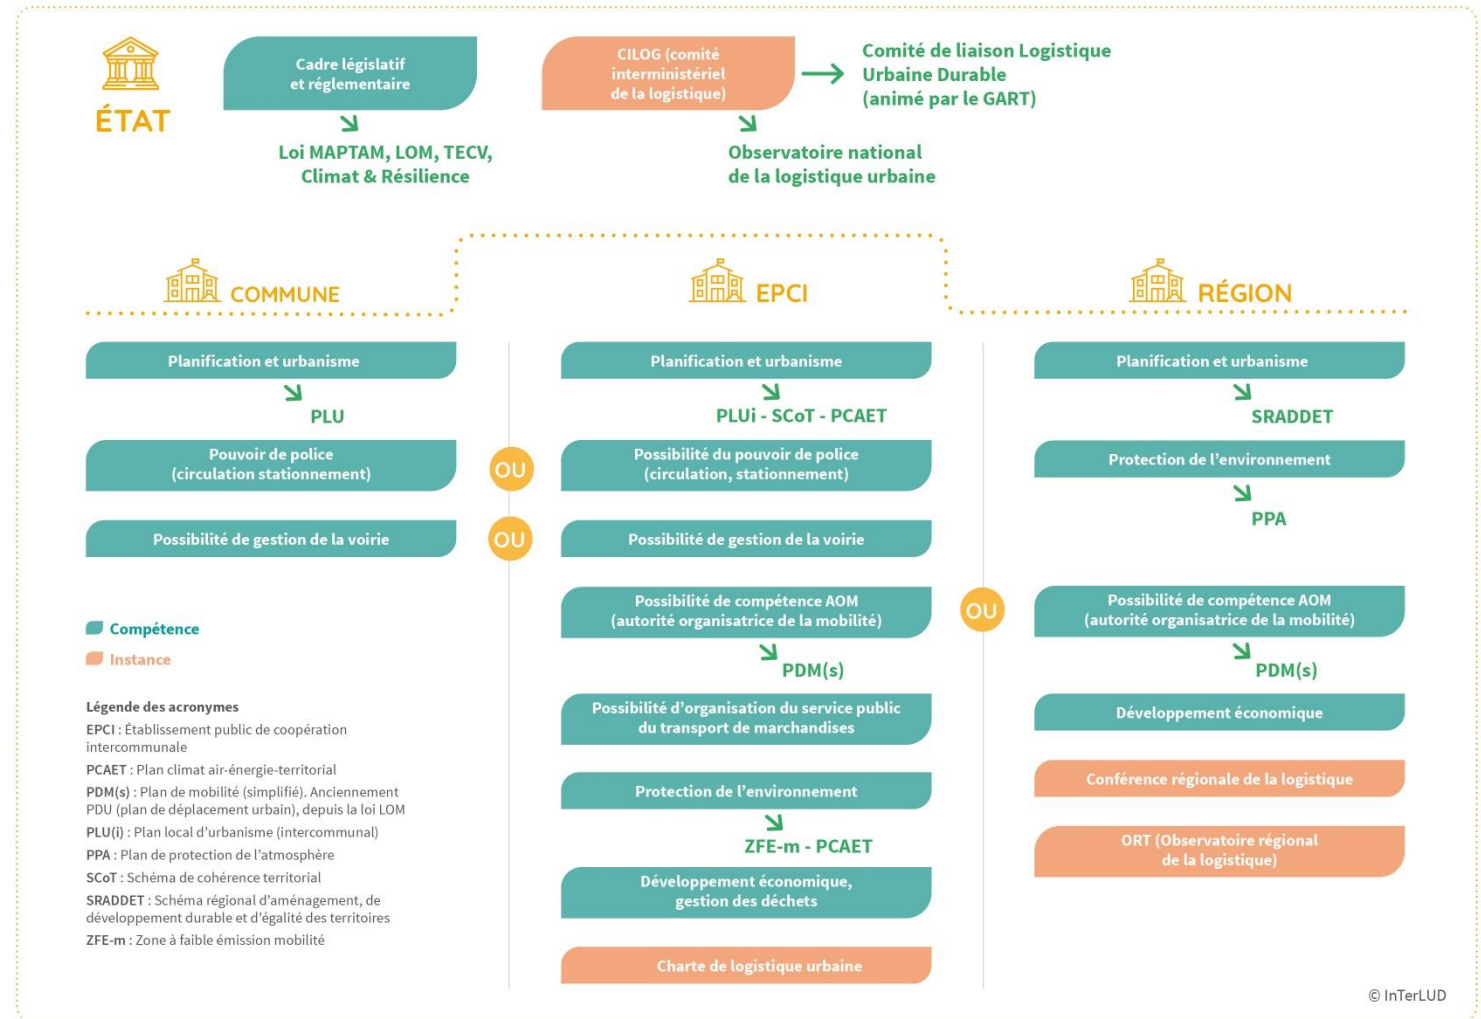 ÉTAT
Cadre législatif
et réglementaire
Loi MAPTAM, LOM, TECV,
Climat & Résilience
CILOG (comité
interministériel
de la logistique)
Comité de liaison Logistique
Urbaine Durable
(animé par le GART)
Observatoire national
de la logistique urbaine
COMMUNE
Planification et urbanisme
PLU
Pouvoir de police
(circulation stationnement)
OU
Possibilité de gestion de la voirie
OU
EPCI
Planification et urbanisme
PLUi - SCoT - PCAET
Possibilité du pouvoir de police
(circulation, stationnement)
Possibilité de gestion de la voirie
Possibilité de compétence AOM
(autorité organisatrice de la mobilité)
OU
PDM(s)
Possibilité d'organisation du service public
du transport de marchandises
Protection de l'environnement
ZFE-m - PCAET
Développement économique,
gestion des déchets
Charte de logistique urbaine
RÉGION
Planification et urbanisme
SRADDET
Protection de l'environnement
PPA
Possibilité de compétence AOM
(autorité organisatrice de la mobilité)
PDM(s)
Développement économique
Conférence régionale de la logistique
ORT (Observatoire régional
de la logistique)
Compétence
Instance
Légende des acronymes
EPCI : Établissement public de coopération
intercommunale
PCAET : Plan climat air-énergie-territorial
PDM(s) : Plan de mobilité (simplifié). Anciennement
PDU (plan de déplacement urbain), depuis la loi LOM
PLU(i) : Plan local d'urbanisme (intercommunal)
PPA : Plan de protection de l'atmosphère
SCoT : Schéma de cohérence territorial
SRADDET : Schéma régional d'aménagement, de
développement durable et d'égalité des territoires
ZFE-m : Zone à faible émission mobilité
© InTerLUD